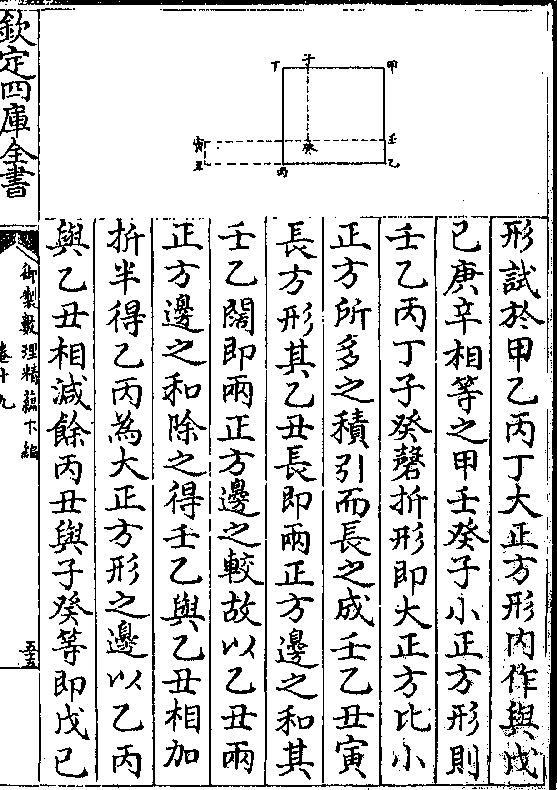 丁
子
甲
壬
癸
寅
丑
丙
乙
形試於甲乙丙丁大正方形内作與戊
己庚辛相等之甲壬癸子小正方形則
壬乙丙丁子癸磬折形即大正方比小
正方所多之積引而長之成壬乙丑寅
長方形其乙丑長即兩正方邊之和其
壬乙闊即兩正方邊之較故以乙丑兩
正方邊之和除之得壬乙與乙丑相加
折半得乙丙為大正方形之邊以乙丙
與乙丑相減餘丙丑與子癸等即戊己
欽定四庫全書
御製數理精蘊下編
卷十九